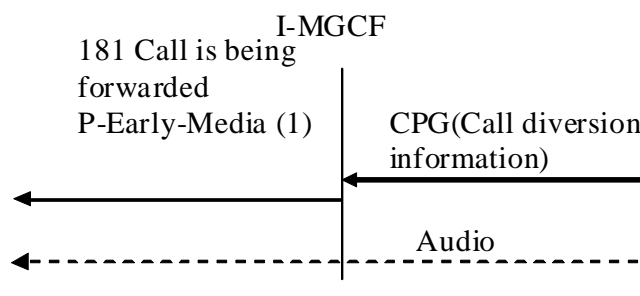 I-MGCF
181 Call is being
forwarded
P-Early-Media (1)
CPG(Call diversion
information)
Audio